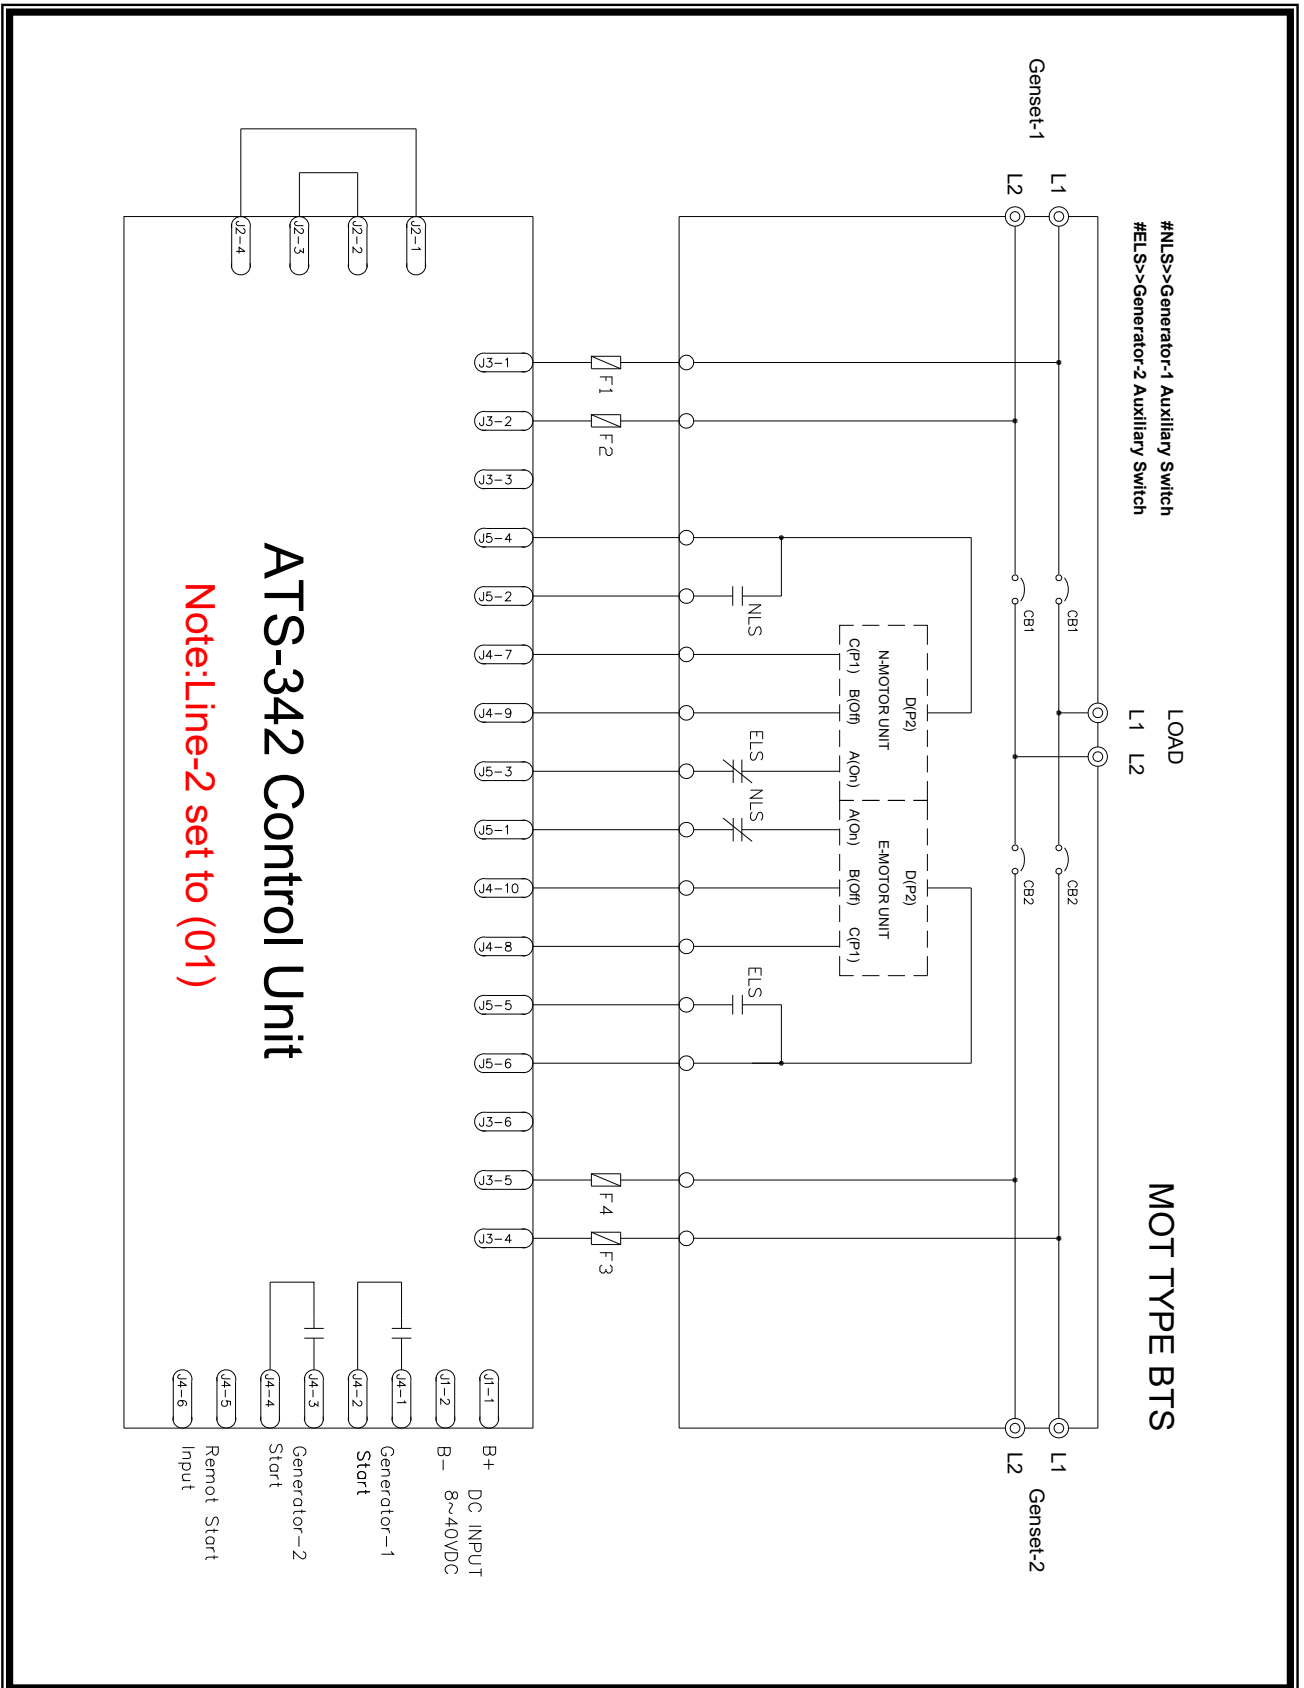 MOT TYPE BTS
#NLS>>Generator-1 Auxiliary Switch
#ELS>>Generator-2 Auxiliary Switch
LOAD
L1 L2
Genset-1
L1
L2
CB1
CB1
CB2
CB2
L1
L2
Genset-2
N-MOTOR UNIT
D(P2)
C(P1) B(Off) A(On)
E-MOTOR UNIT
D(P2)
A(On) B(Off) C(P1)
NLS
ELS
NLS
ELS
F1
F2
F4
F3
J3-1
J3-2
J3-3
J5-4
J5-2
J4-7
J4-9
J5-3
J5-1
J4-10
J4-8
J5-5
J5-6
J3-6
J3-5
J3-4
J2-1
J2-2
J2-3
J2-4
ATS-342 Control Unit
Note:Line-2 set to (01)
J1-1
B+
DC INPUT
J1-2
B-
8~40VDC
J4-1
J4-2
Generator-1
Start
J4-3
J4-4
Generator-2
Start
J4-5
J4-6
Remot Start
Input